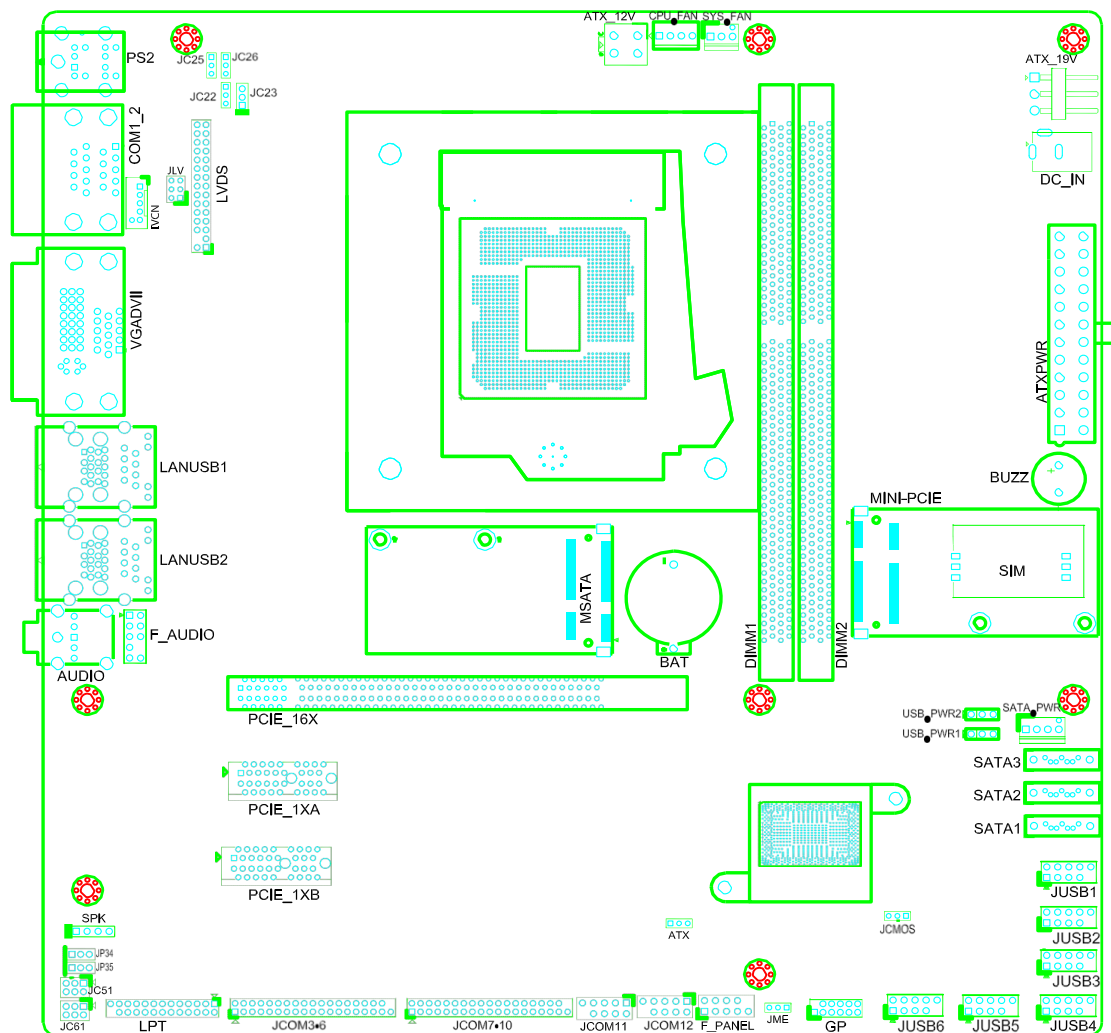 ATX_12V
CPU_FAN
SYS_FAN
PS2
JC25
JC26
ATX_19V
JC22
JC23
COM1_2
JLV
LVDS
IVCN
DC_IN
VGADVII
ATXPWR
LANUSB1
BUZZ
MINI-PCIE
LANUSB2
SIM
MSATA
F_AUDIO
DIMM1
DIMM2
BAT
AUDIO
PCIE_16X
USB_PWR2
SATA_PWR
USB_PWR1
SATA3
SATA2
PCIE_1XA
SATA1
PCIE_1XB
JUSB1
SPK
ATX
JCMOS
JUSB2
JP34
JP35
JUSB3
JC51
JC61
LPT
JCOM3•6
JCOM7•10
JCOM11
JCOM12
F_PANEL
JME
GP
JUSB6
JUSB5
JUSB4